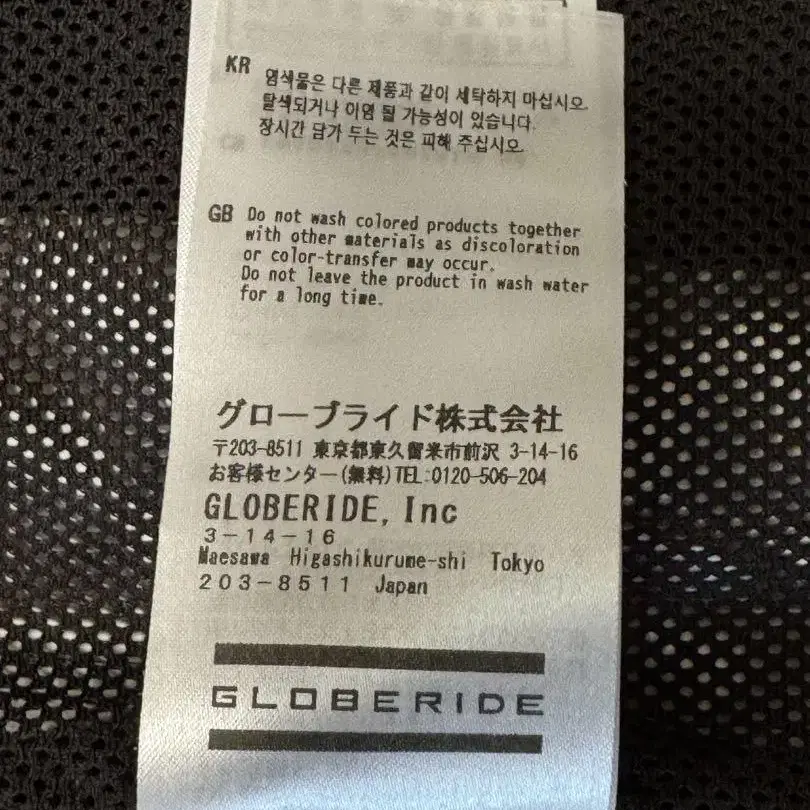 KR
염색물은 다른 제품과 같이 세탁하지 마십시오.
탈색되거나 이염 될 가능성이 있습니다.
장시간 담가 두는 것은 피해 주십시오.
GB Do not wash colored products together
with other materials as discoloration
or color-transfer may occur.
Do not leave the product in wash water
for a long time.
グローブライド株式会社
〒203-8511 東京都東久留米市前沢 3-14-16
お客様センター(無料)TEL:0120-506-204
GLOBERIDE, Inc
3-14-16
Maesawa Higashikurume-shi Tokyo
203-8511 Japan
GLOBERIDE